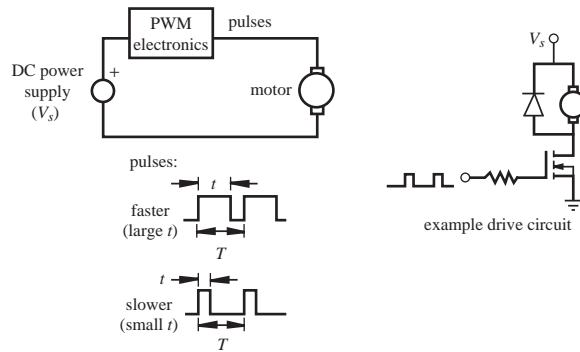 PWM
electronics
pulses
DC power
supply
(Vs)
+
motor
pulses:
t
faster
(large t)
T
t
slower
(small t)
T
Vs
example drive circuit